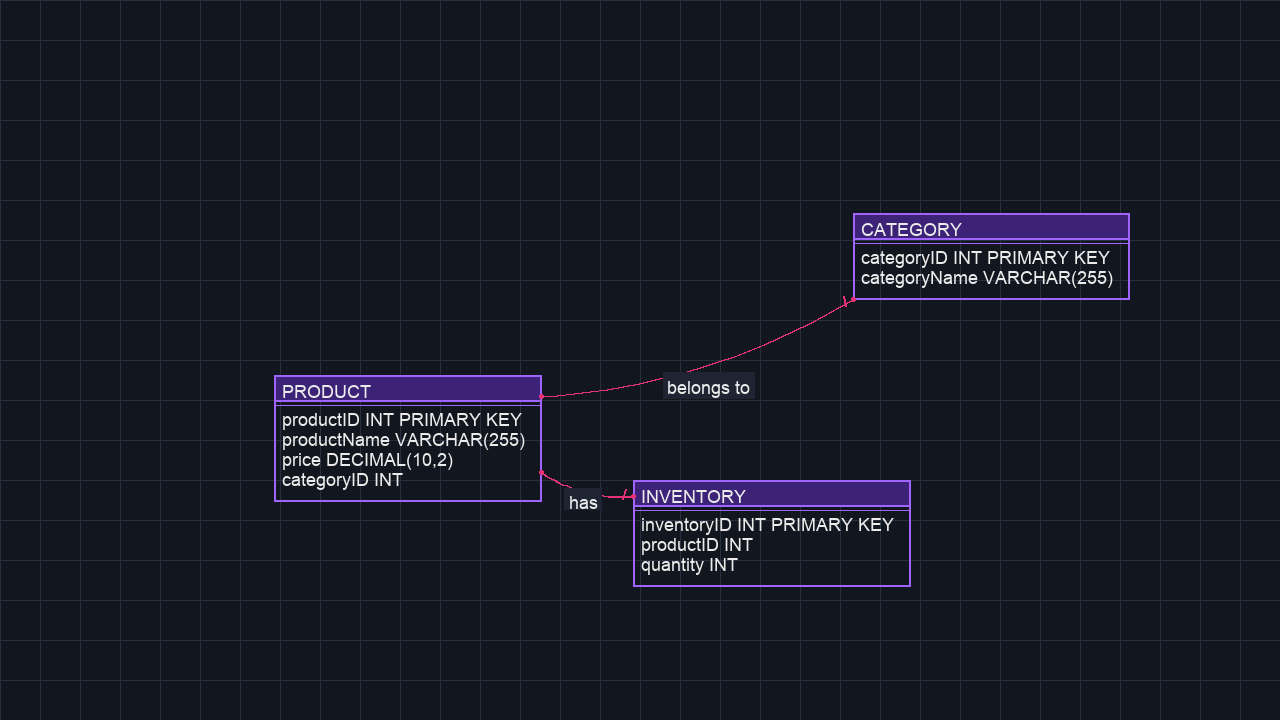 CATEGORY
categoryID INT PRIMARY KEY
categoryName VARCHAR(255)
belongs to
PRODUCT
productID INT PRIMARY KEY
productName VARCHAR(255)
price DECIMAL(10,2)
categoryID INT
has
INVENTORY
inventoryID INT PRIMARY KEY
productID INT
quantity INT